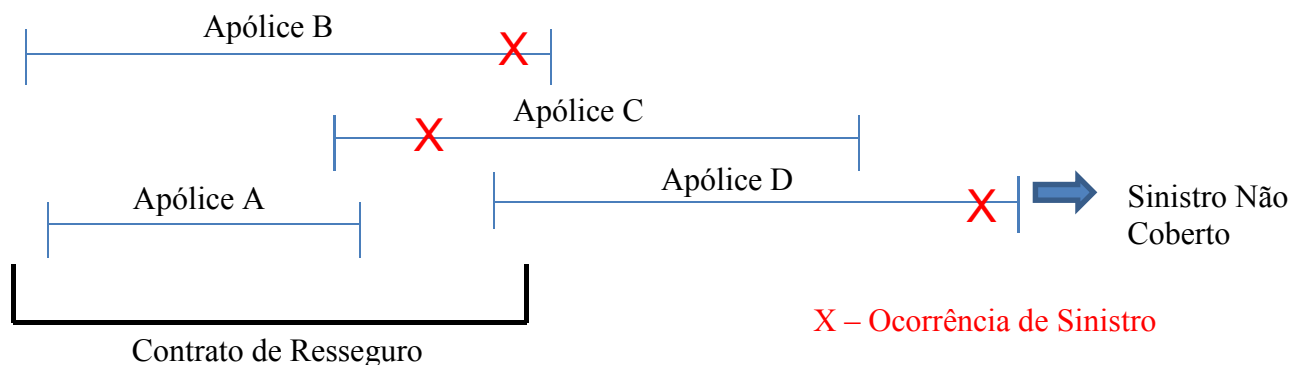 Apólice B
X
Apólice C
X
Apólice D
X
Sinistro Não
Coberto
Apólice A
X – Ocorrência de Sinistro
Contrato de Resseguro